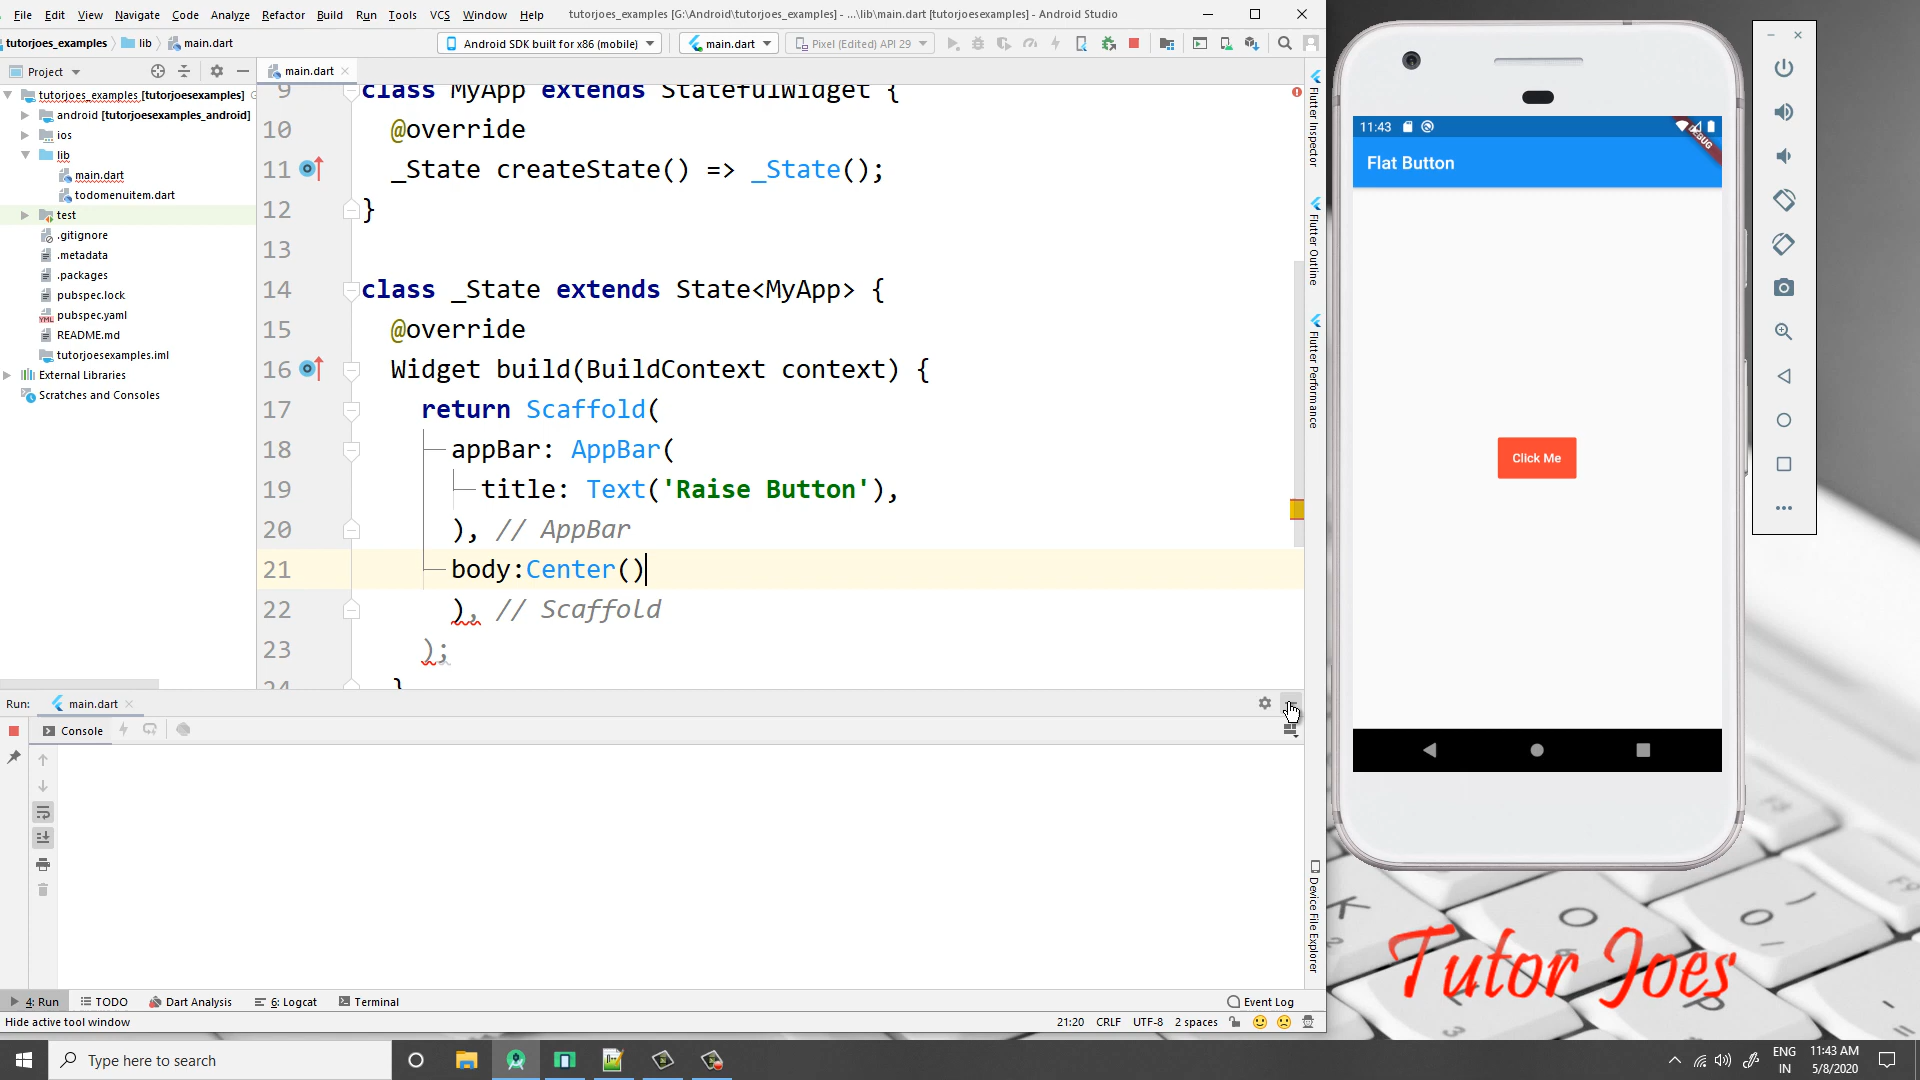 File Edit View Navigate Code Analyze Refactor Build Run Tools VCS Window Help tutorjoes_examples [G:\Android\tutorjoes_examples] - ...\lib\main.dart [tutorjoesexamples] - Android Studio
tutorjoes_examples lib main.dart Android SDK built for x86 (mobile) main.dart Pixel (Edited) API 29
Project
main.dart
tutorjoes_examples [tutorjoesexamples]
android [tutorjoesexamples_android]
ios
lib
main.dart
todomenuitem.dart
test
.gitignore
.metadata
.packages
pubspec.lock
pubspec.yaml
README.md
tutorjoesexamples.iml
External Libraries
Scratches and Consoles
9 class MyApp extends StatefulWidget {
10 @override
11 _State createState() => _State();
12 }
13
14 class _State extends State<MyApp> {
15 @override
16 Widget build(BuildContext context) {
17 return Scaffold(
18 appBar: AppBar(
19 title: Text('Raise Button'),
20 ), // AppBar
21 body:Center()
22 ), // Scaffold
23 );
24 }
Flutter Inspector
Flutter Outline
Flutter Performance
Device File Explorer
Run: main.dart
Console
4: Run TODO Dart Analysis 6: Logcat Terminal Event Log
Hide active tool window 21:20 CRLF UTF-8 2 spaces
11:43
DEBUG
Flat Button
Click Me
Tutor Joes
Type here to search
ENG
IN
11:43 AM
5/8/2020